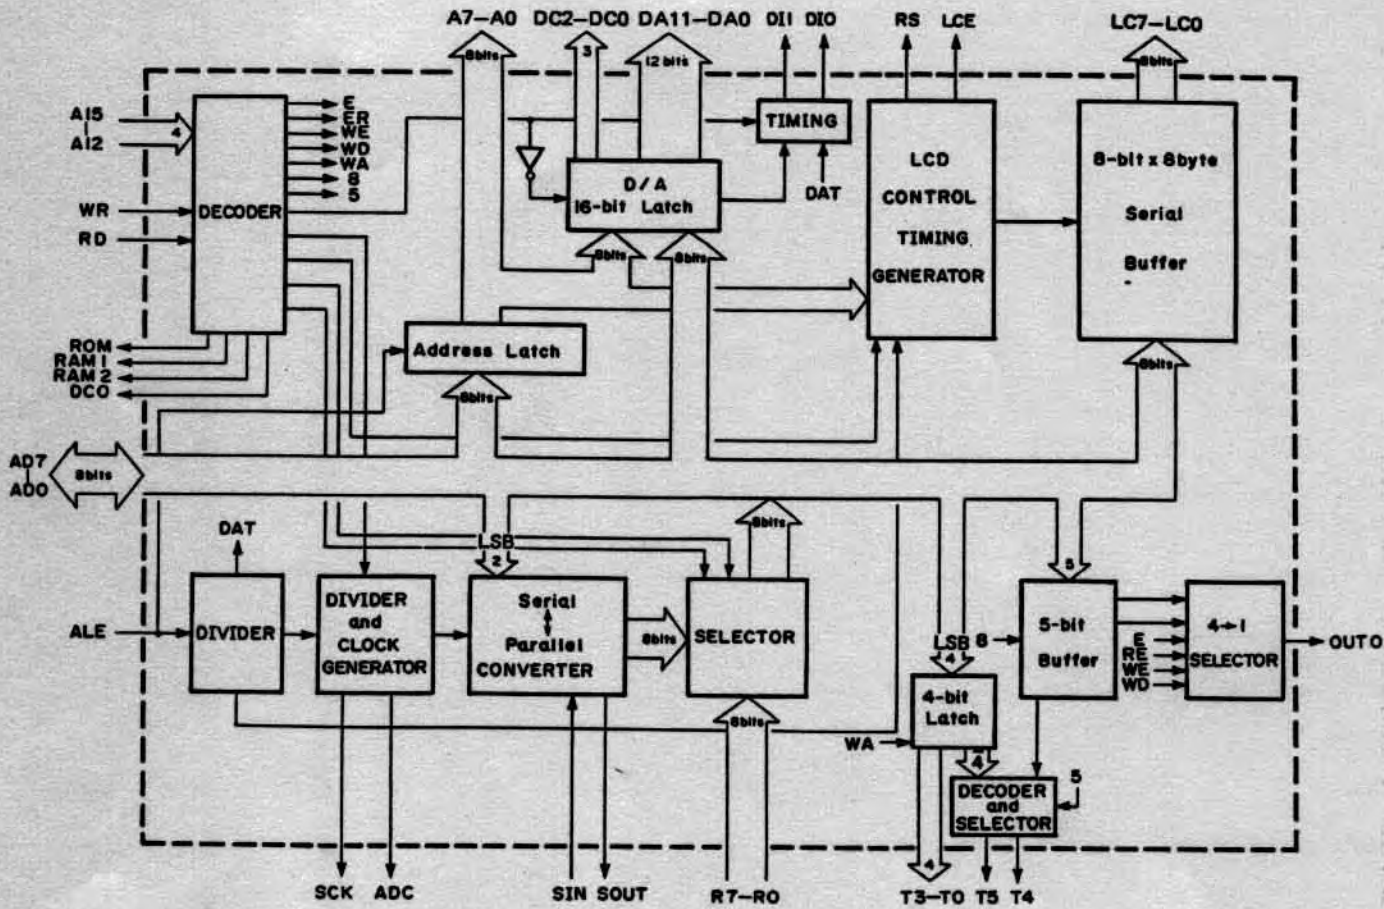 A7-A0 DC2-DC0 DA11-DA0 DI1 DI0 RS LCE LC7-LC0
8bits 3 12 bits 8bits
A15
A12
4
E
ER
WE
WD
WA
8
5
DECODER
WR
RD
TIMING
DAT
D/A
16-bit Latch
8bits 8bits
LCD
CONTROL
TIMING
GENERATOR
8-bit x 8byte
Serial
Buffer
8bits
ROM
RAM 1
RAM 2
DC0
Address Latch
8bits
AD7
AD0
8bits
DAT
LSB
2
8bits
5
ALE
DIVIDER
DIVIDER
and
CLOCK
GENERATOR
Serial
Parallel
CONVERTER
8bits
SELECTOR
8bits
LSB
4
8
5-bit
Buffer
E
RE
WE
WD
4→1
SELECTOR
OUT0
WA
4-bit
Latch
4
5
DECODER
and
SELECTOR
4
SCK ADC SIN SOUT R7-R0 T3-T0 T5 T4